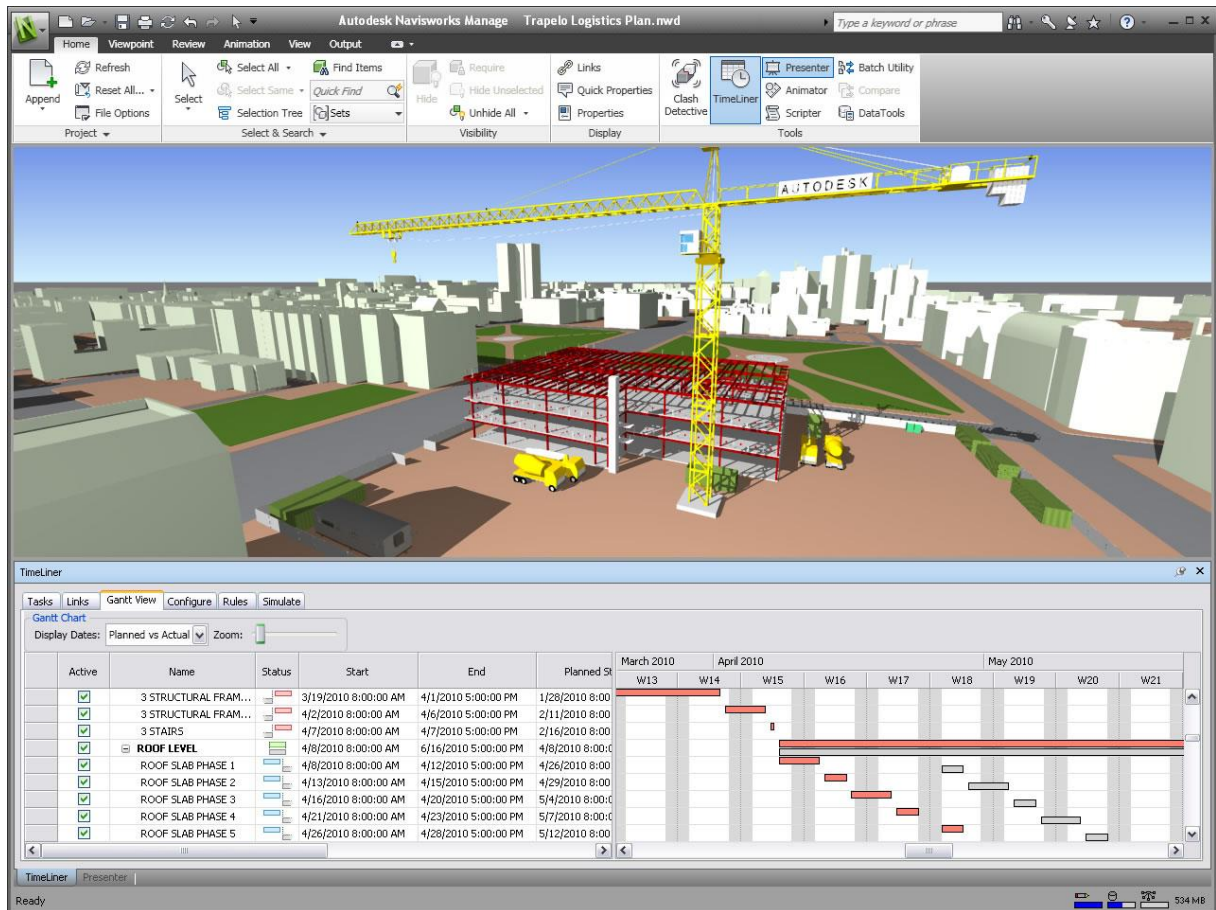 Autodesk Navisworks Manage Trapelo Logistics Plan.nwd
Type a keyword or phrase
Home Viewpoint Review Animation View Output
Refresh
Reset All...
File Options
Append
Project
Select
Select All
Select Same
Selection Tree
Find Items
Quick Find
Sets
Select & Search
Hide
Require
Hide Unselected
Unhide All
Visibility
Links
Quick Properties
Properties
Display
Clash
Detective
TimeLiner
Presenter
Animator
Scripter
Batch Utility
Compare
DataTools
Tools
AUTODESK
TimeLiner
Tasks Links Gantt View Configure Rules Simulate
Gantt Chart
Display Dates: Planned vs Actual Zoom:
Active Name Status Start End Planned St
March 2010 April 2010 May 2010
W13 W14 W15 W16 W17 W18 W19 W20 W21
3 STRUCTURAL FRAM... 3/19/2010 8:00:00 AM 4/1/2010 5:00:00 PM 1/28/2010 8:00
3 STRUCTURAL FRAM... 4/2/2010 8:00:00 AM 4/6/2010 5:00:00 PM 2/11/2010 8:00
3 STAIRS 4/7/2010 8:00:00 AM 4/7/2010 5:00:00 PM 2/16/2010 8:00
ROOF LEVEL 4/8/2010 8:00:00 AM 6/16/2010 5:00:00 PM 4/8/2010 8:00:0
ROOF SLAB PHASE 1 4/8/2010 8:00:00 AM 4/12/2010 5:00:00 PM 4/26/2010 8:00
ROOF SLAB PHASE 2 4/13/2010 8:00:00 AM 4/15/2010 5:00:00 PM 4/29/2010 8:00
ROOF SLAB PHASE 3 4/16/2010 8:00:00 AM 4/20/2010 5:00:00 PM 5/4/2010 8:00:0
ROOF SLAB PHASE 4 4/21/2010 8:00:00 AM 4/23/2010 5:00:00 PM 5/7/2010 8:00:0
ROOF SLAB PHASE 5 4/26/2010 8:00:00 AM 4/28/2010 5:00:00 PM 5/12/2010 8:00
TimeLiner Presenter
Ready
534 MB